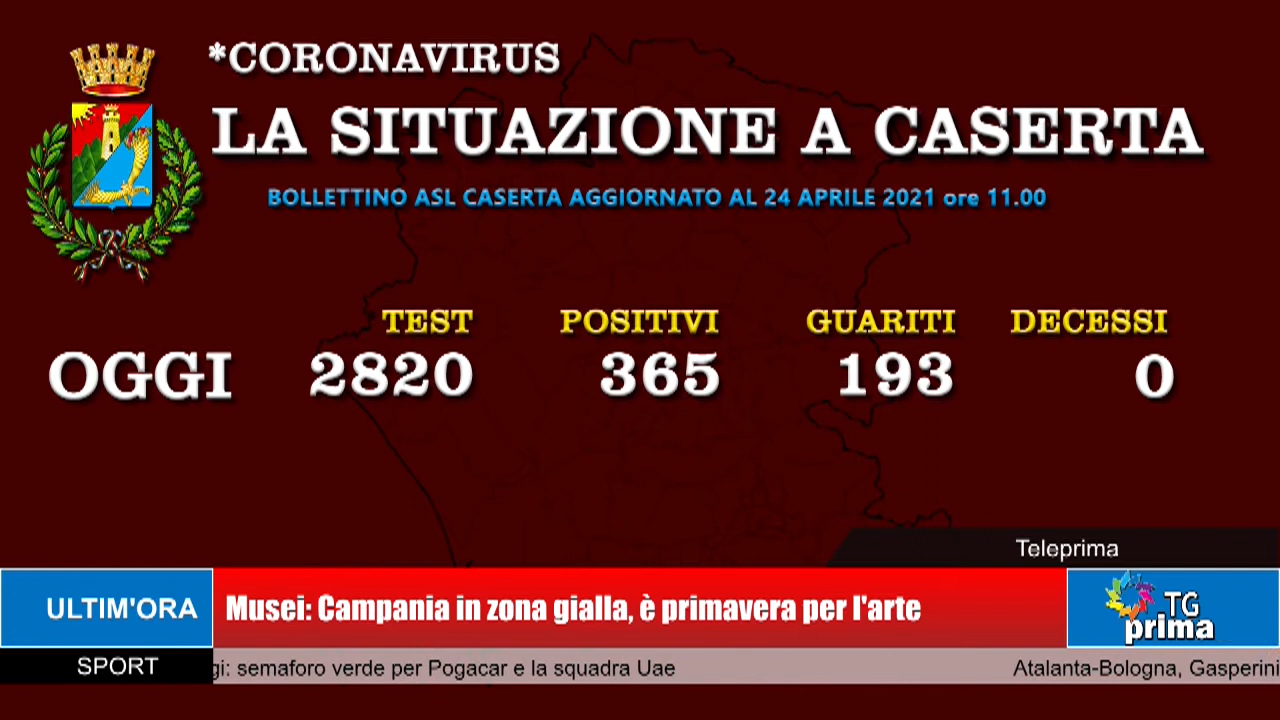 *CORONAVIRUS
LA SITUAZIONE A CASERTA
BOLLETTINO ASL CASERTA AGGIORNATO AL 24 APRILE 2021 ore 11.00
TEST POSITIVI GUARITI DECESSI
OGGI 2820 365 193 0
Teleprima
ULTIM'ORA Musei: Campania in zona gialla, è primavera per l'arte
TG
prima
SPORT gi: semaforo verde per Pogacar e la squadra Uae Atalanta-Bologna, Gasperini